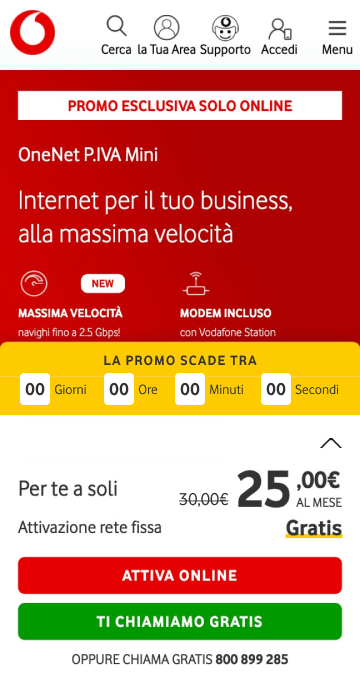 Cerca
la Tua Area
Supporto
Accedi
Menu
PROMO ESCLUSIVA SOLO ONLINE
OneNet P.IVA Mini
Internet per il tuo business,
alla massima velocità
NEW
MASSIMA VELOCITÀ
navighi fino a 2.5 Gbps!
MODEM INCLUSO
con Vodafone Station
LA PROMO SCADE TRA
00 Giorni 00 Ore 00 Minuti 00 Secondi
Per te a soli
30,00€ 25,00€
AL MESE
Attivazione rete fissa Gratis
ATTIVA ONLINE
TI CHIAMIAMO GRATIS
OPPURE CHIAMA GRATIS 800 899 285